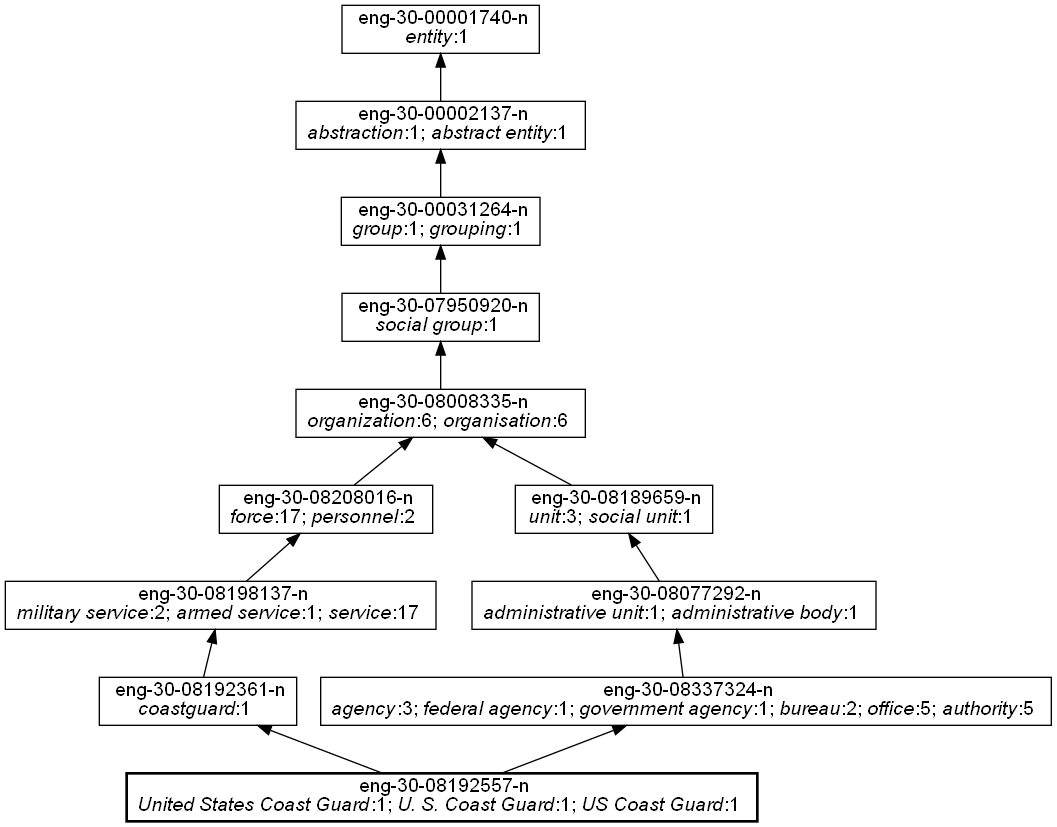 eng-30-00001740-n
entity:1
eng-30-00002137-n
abstraction:1; abstract entity:1
eng-30-00031264-n
group:1; grouping:1
eng-30-07950920-n
social group:1
eng-30-08008335-n
organization:6; organisation:6
eng-30-08208016-n
force:17; personnel:2
eng-30-08189659-n
unit:3; social unit:1
eng-30-08198137-n
military service:2; armed service:1; service:17
eng-30-08077292-n
administrative unit:1; administrative body:1
eng-30-08192361-n
coastguard:1
eng-30-08337324-n
agency:3; federal agency:1; government agency:1; bureau:2; office:5; authority:5
eng-30-08192557-n
United States Coast Guard:1; U. S. Coast Guard:1; US Coast Guard:1